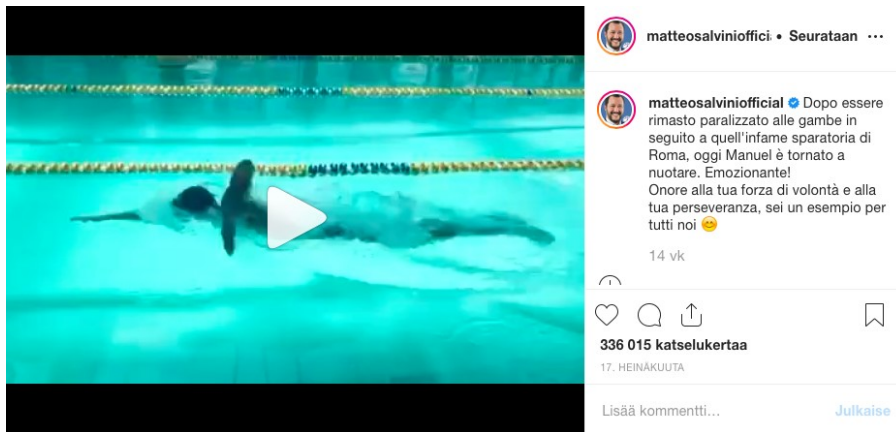 matteosalvinioffici • Seurataan ...
matteosalviniofficial Dopo essere
rimasto paralizzato alle gambe in
seguito a quell'infame sparatoria di
Roma, oggi Manuel è tornato a
nuotare. Emozionante!
Onore alla tua forza di volontà e alla
tua perseveranza, sei un esempio per
tutti noi 😊
14 vk
336 015 katselukertaa
17. HEINÄKUUTA
Lisää kommentti...
Julkaise